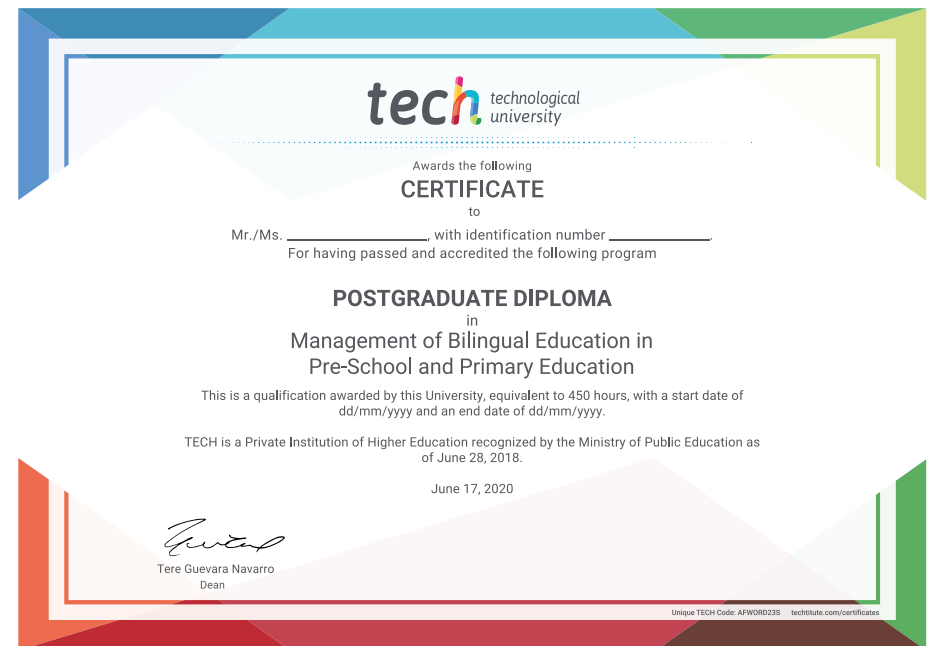 tech technological
university
Awards the following
CERTIFICATE
to
Mr./Ms. ____________________, with identification number ______________.
For having passed and accredited the following program
POSTGRADUATE DIPLOMA
in
Management of Bilingual Education in
Pre-School and Primary Education
This is a qualification awarded by this University, equivalent to 450 hours, with a start date of
dd/mm/yyyy and an end date of dd/mm/yyyy.
TECH is a Private Institution of Higher Education recognized by the Ministry of Public Education as
of June 28, 2018.
June 17, 2020
Tere Guevara Navarro
Dean
Unique TECH Code: AFWORD23S techtitute.com/certificates